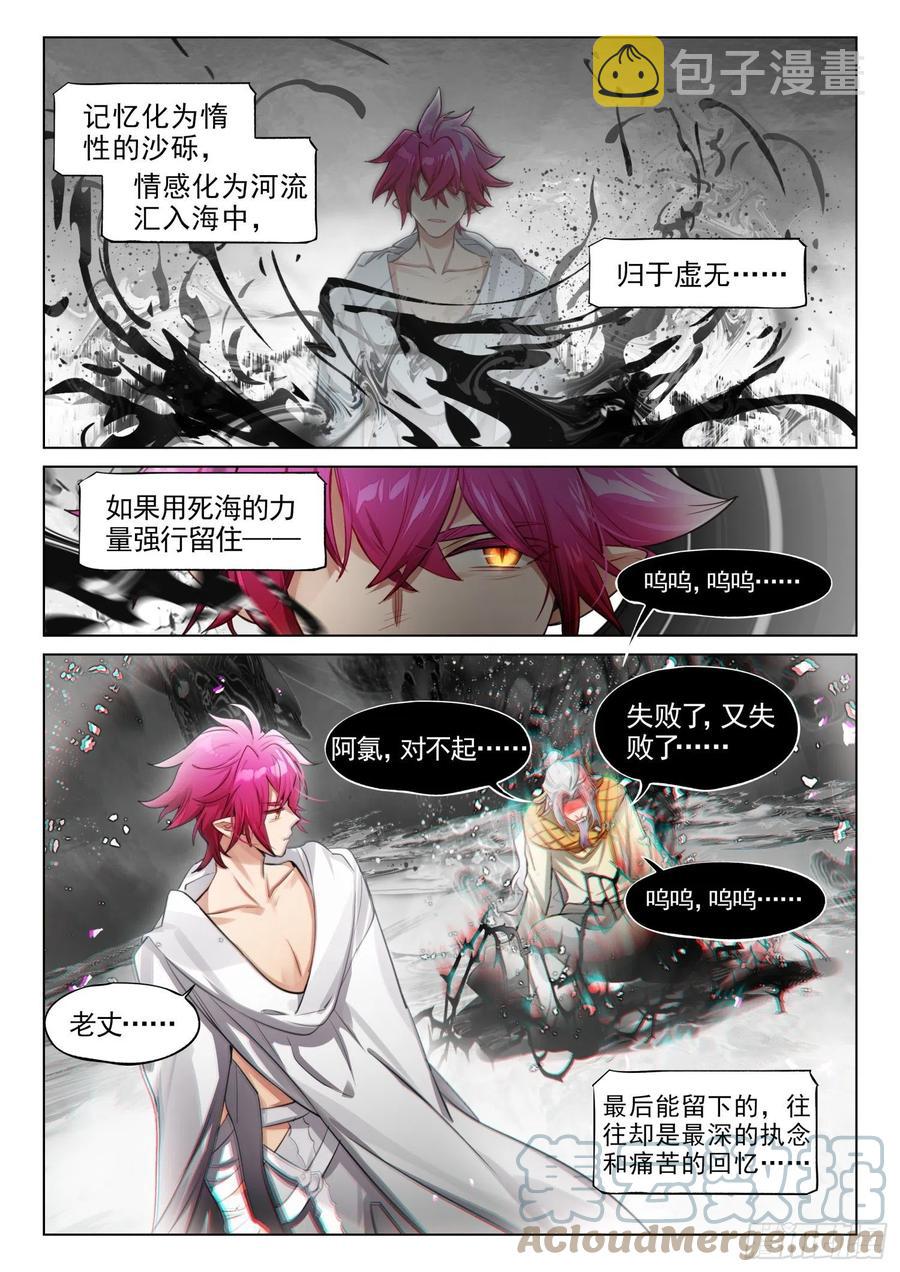 包子漫畫
记忆化为惰
性的沙砾，
情感化为河流
汇入海中，
归于虚无……
如果用死海的力
量强行留住——
呜呜，呜呜……
失败了，又失
败了……
阿氯，对不起……
呜呜，呜呜……
老丈……
最后能留下的，往
往却是最深的执念
和痛苦的回忆……
集云数据
AcloudMerge.com